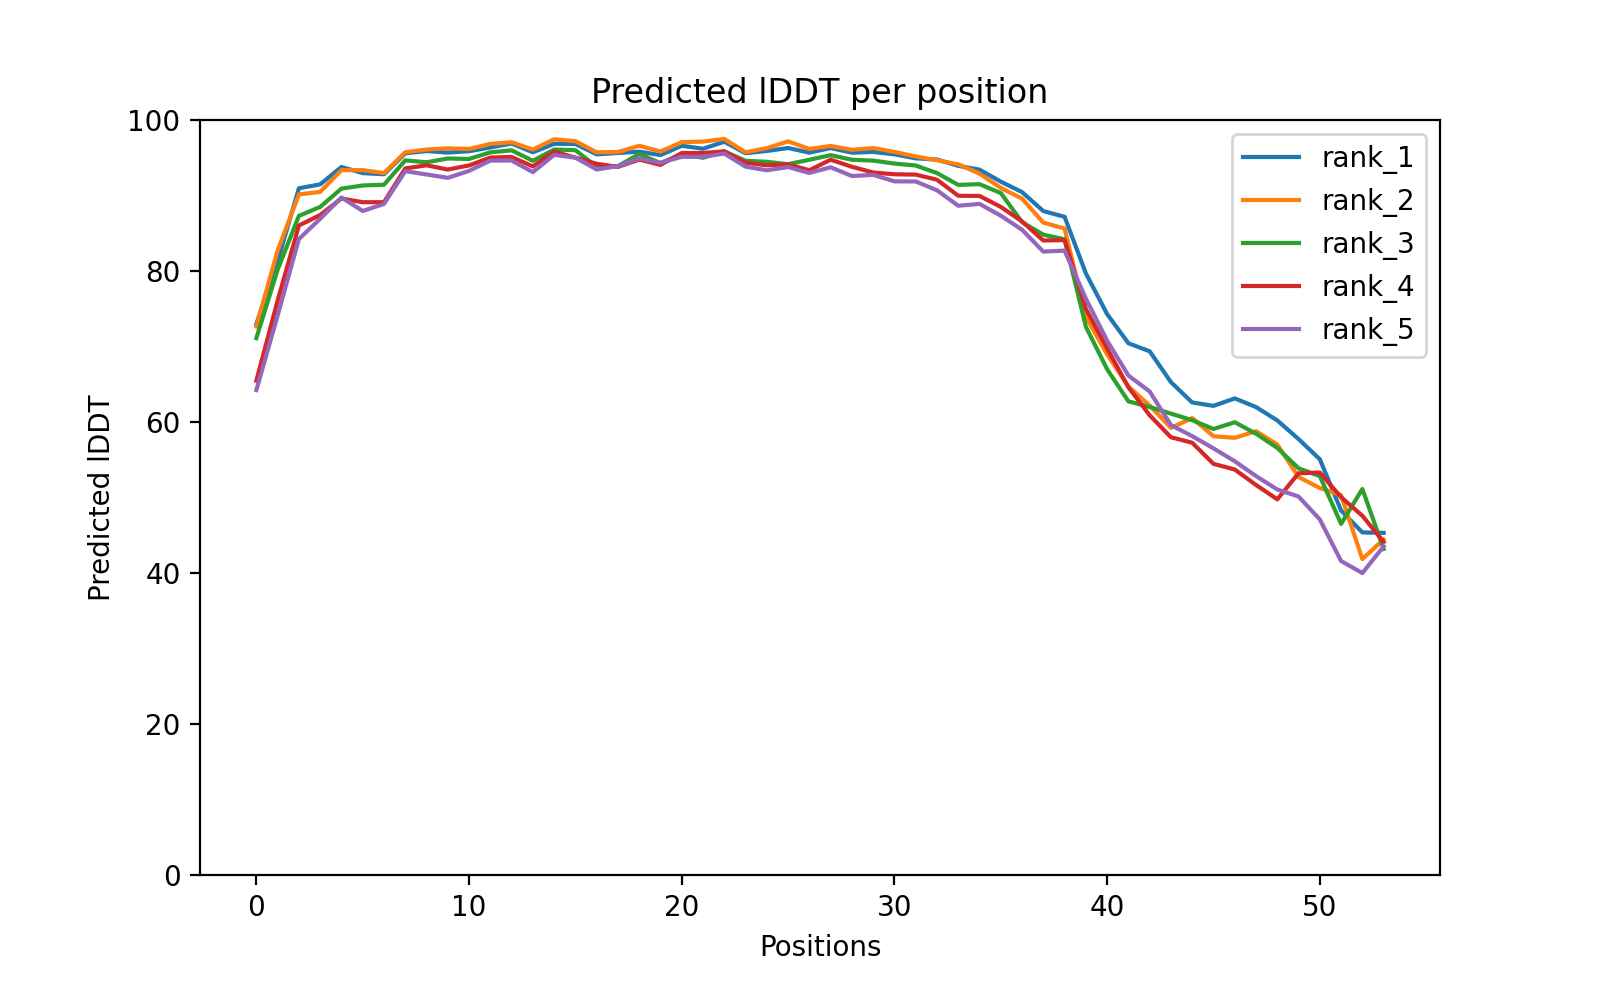 Predicted lDDT per position
100
80
60
40
20
0
Predicted lDDT
0 10 20 30 40 50
Positions
rank_1
rank_2
rank_3
rank_4
rank_5